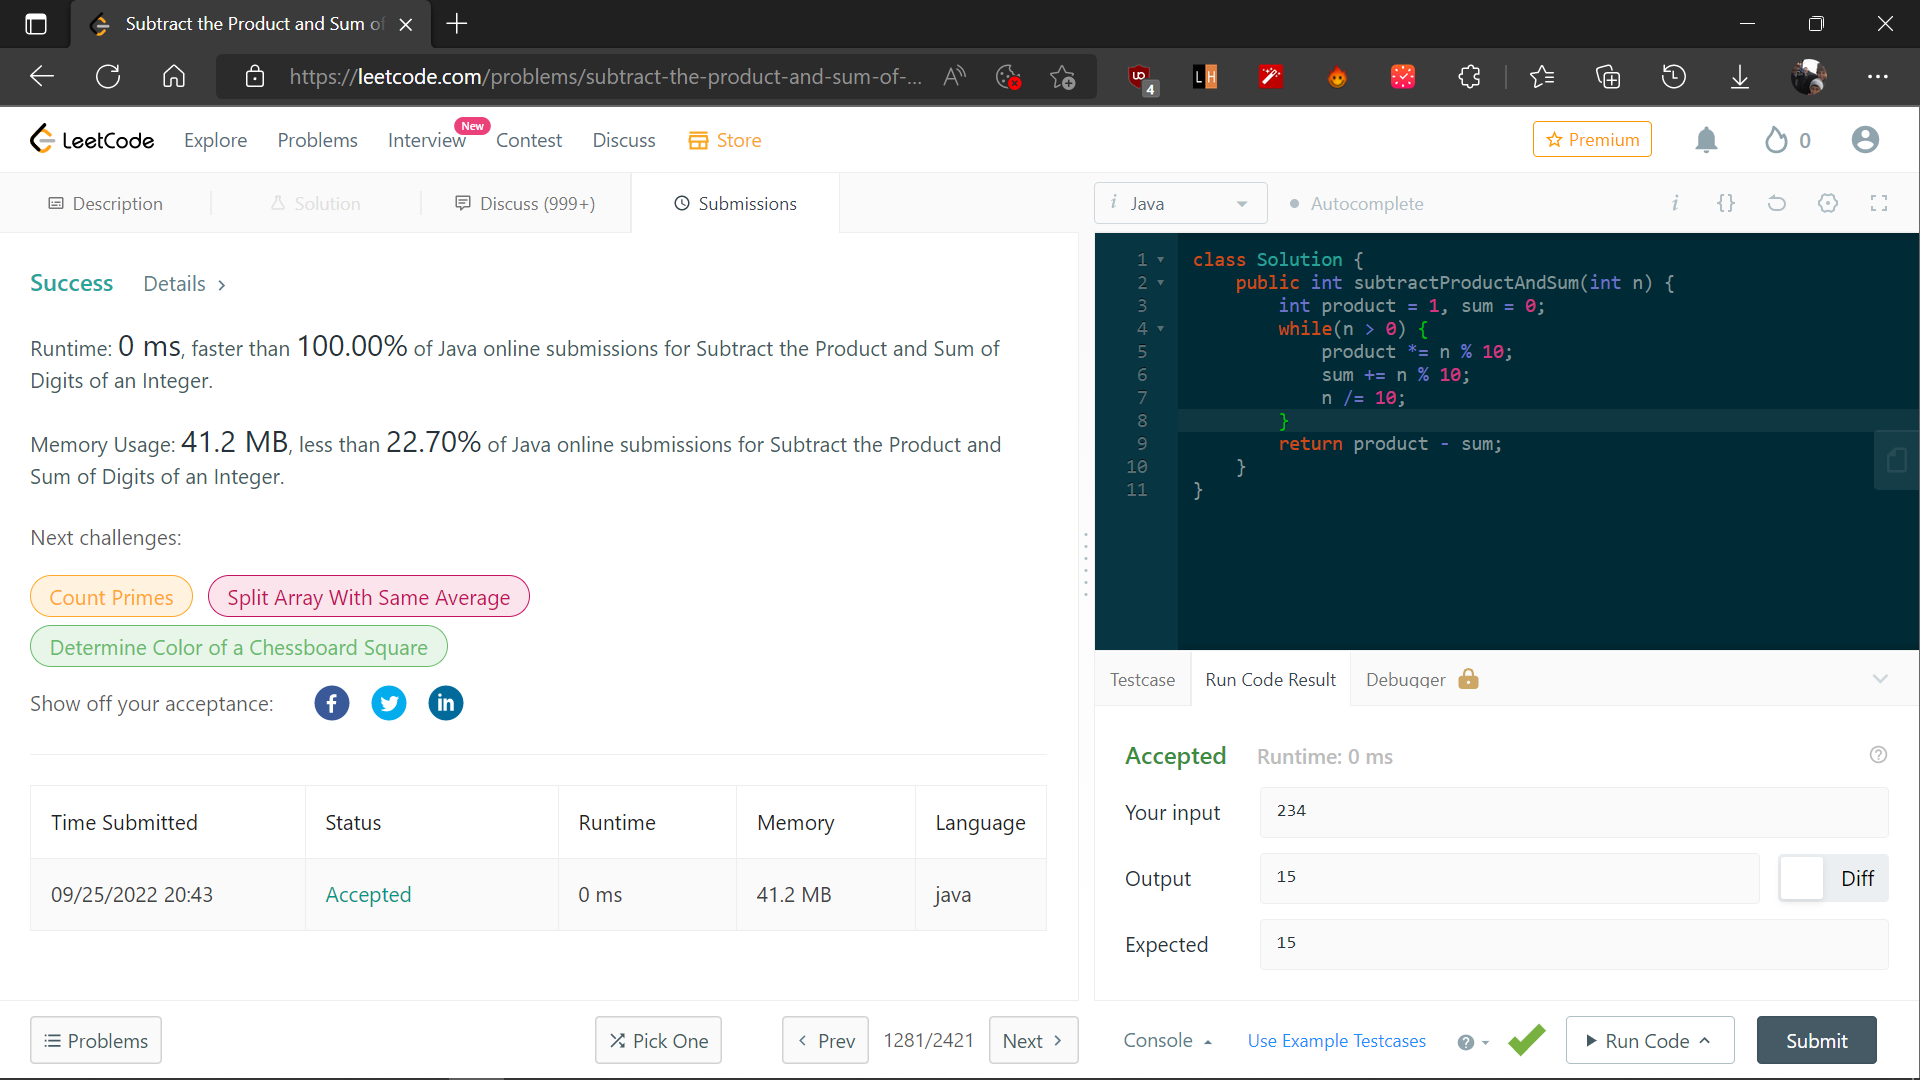 Subtract the Product and Sum of
https://leetcode.com/problems/subtract-the-product-and-sum-of-...
4
LH
LeetCode
Explore
Problems
Interview
New
Contest
Discuss
Store
Premium
0
Description
Solution
Discuss (999+)
Submissions
i Java
Autocomplete
i {}
Success
Details >
Runtime: 0 ms, faster than 100.00% of Java online submissions for Subtract the Product and Sum of
Digits of an Integer.
Memory Usage: 41.2 MB, less than 22.70% of Java online submissions for Subtract the Product and
Sum of Digits of an Integer.
Next challenges:
Count Primes
Split Array With Same Average
Determine Color of a Chessboard Square
Show off your acceptance:
Time Submitted Status Runtime Memory Language
09/25/2022 20:43 Accepted 0 ms 41.2 MB java
1 class Solution {
2 public int subtractProductAndSum(int n) {
3 int product = 1, sum = 0;
4 while(n > 0) {
5 product *= n % 10;
6 sum += n % 10;
7 n /= 10;
8 }
9 return product - sum;
10 }
11 }
Testcase
Run Code Result
Debugger
Accepted
Runtime: 0 ms
Your input
234
Output
15
Diff
Expected
15
Problems
Pick One
< Prev
1281/2421
Next >
Console
Use Example Testcases
Run Code
Submit